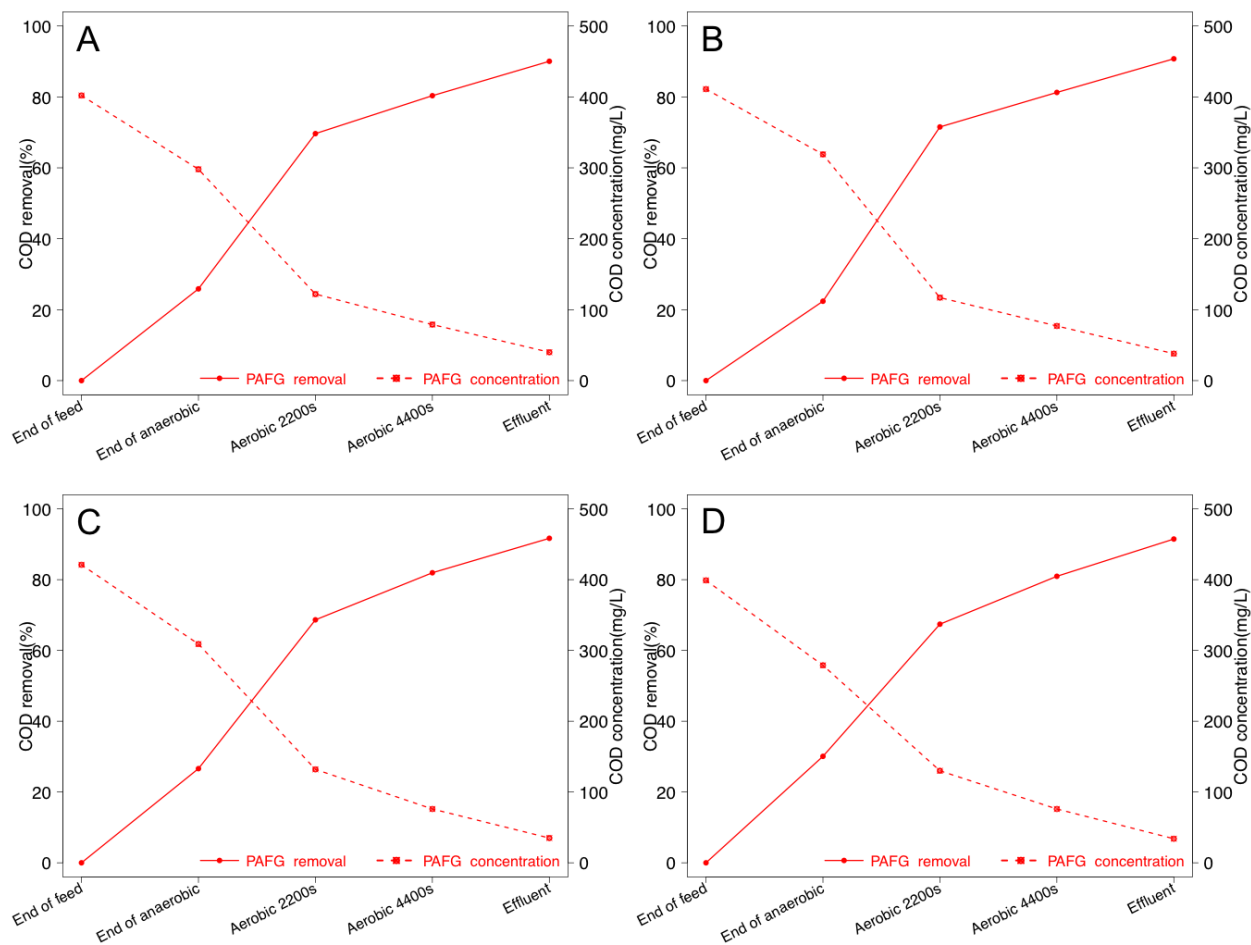 A
COD removal(%)
100
80
60
40
20
0
500
400
300
200
100
0
COD concentration(mg/L)
PAFG removal
PAFG concentration
End of feed
End of anaerobic
Aerobic 2200s
Aerobic 4400s
Effluent
B
COD removal(%)
100
80
60
40
20
0
500
400
300
200
100
0
COD concentration(mg/L)
PAFG removal
PAFG concentration
End of feed
End of anaerobic
Aerobic 2200s
Aerobic 4400s
Effluent
C
COD removal(%)
100
80
60
40
20
0
500
400
300
200
100
0
COD concentration(mg/L)
PAFG removal
PAFG concentration
End of feed
End of anaerobic
Aerobic 2200s
Aerobic 4400s
Effluent
D
COD removal(%)
100
80
60
40
20
0
500
400
300
200
100
0
COD concentration(mg/L)
PAFG removal
PAFG concentration
End of feed
End of anaerobic
Aerobic 2200s
Aerobic 4400s
Effluent